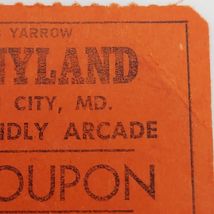 S YARROW
NYLAND
CITY, MD.
NDLY ARCADE
OUPON